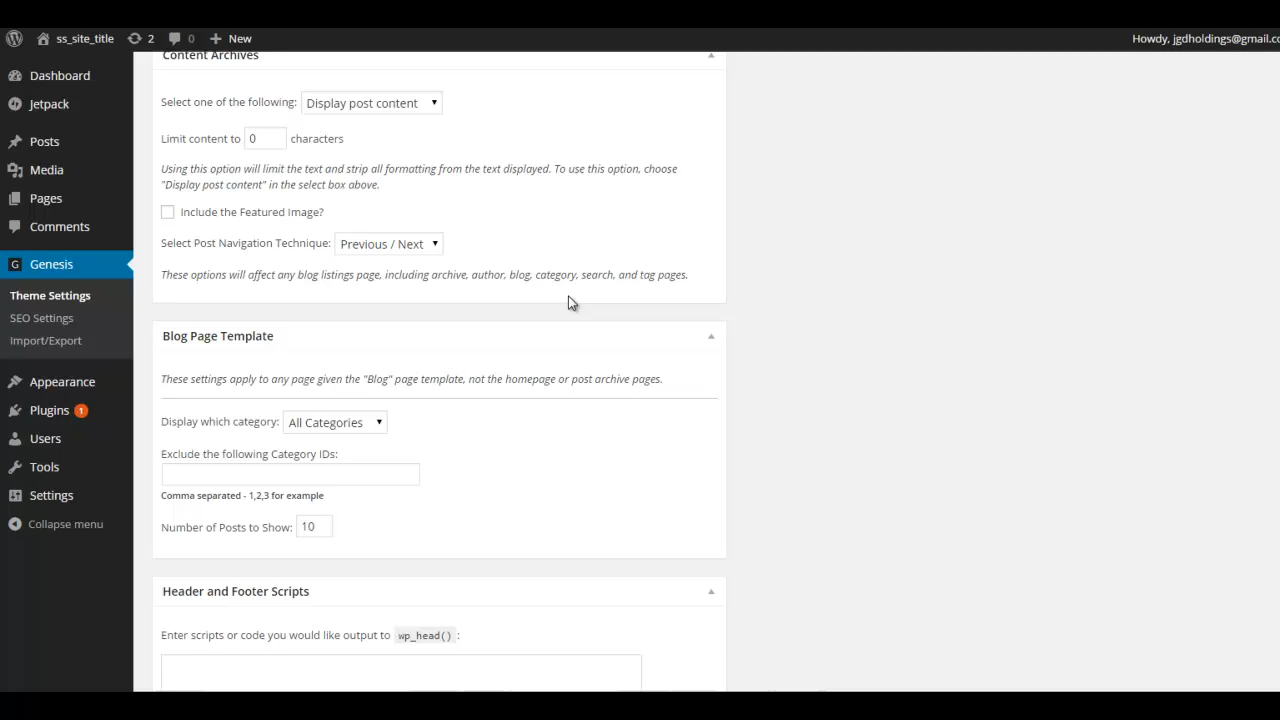 ss_site_title 2 0 New Howdy, jgdholdings@gmail.co
Dashboard
Jetpack
Posts
Media
Pages
Comments
Genesis
Theme Settings
SEO Settings
Import/Export
Appearance
Plugins 1
Users
Tools
Settings
Collapse menu
Content Archives
Select one of the following: Display post content
Limit content to 0 characters
Using this option will limit the text and strip all formatting from the text displayed. To use this option, choose
"Display post content" in the select box above.
Include the Featured Image?
Select Post Navigation Technique: Previous / Next
These options will affect any blog listings page, including archive, author, blog, category, search, and tag pages.
Blog Page Template
These settings apply to any page given the "Blog" page template, not the homepage or post archive pages.
Display which category: All Categories
Exclude the following Category IDs:
Comma separated - 1,2,3 for example
Number of Posts to Show: 10
Header and Footer Scripts
Enter scripts or code you would like output to wp_head() :